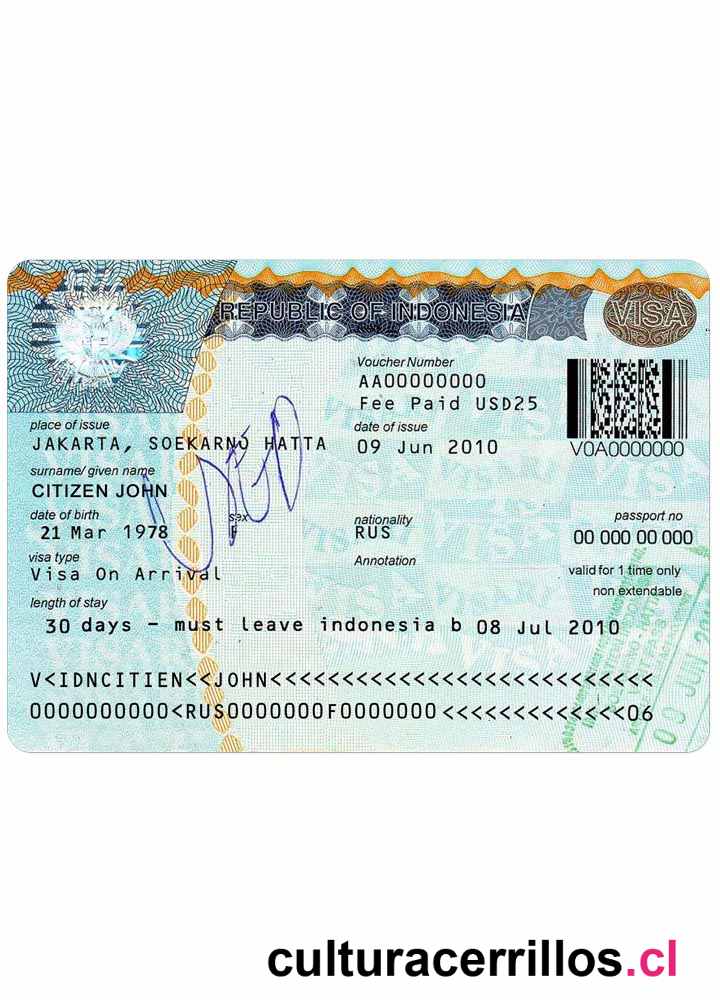 REPUBLIC OF INDONESIA
VISA
Voucher Number
AA00000000
Fee Paid USD25
place of issue
JAKARTA, SOEKARNO HATTA
date of issue
09 Jun 2010
V0A0000000
surname/ given name
CITIZEN JOHN
date of birth
21 Mar 1978
sex
F
nationality
RUS
passport no
00 000 00 000
visa type
Visa On Arrival
Annotation
valid for 1 time only
non extendable
length of stay
30 days - must leave indonesia b 08 Jul 2010
09 JUN
V<IDNCITIEN<<JOHN<<<<<<<<<<<<<<<<<<<<<<<<<<<
0000000000<RUS0000000F0000000<<<<<<<<<<<<<06
culturacerrillos.cl